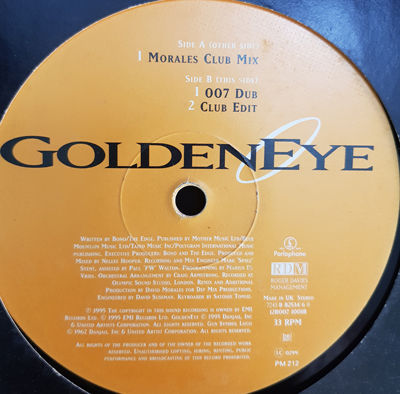 Side A (other side)
1 Morales Club Mix
Side B (this side)
1 007 Dub
2 Club Edit
GoldenEye
Written by Bono/The Edge. Published by Mother Music Ltd/Blue
Mountain Music Ltd/Taiko Music Inc/Polygram International Music
publishing. Executive Producers: Bono and The Edge. Produced and
Mixed by Nellee Hooper. Recording and Mix Engineer Mark 'Spike'
Stent, assisted by Paul 'P.W.' Walton. Programming by Marius De
Vries. Orchestral Arrangement by Craig Armstrong. Recorded at
Olympic Sound Studios, London. Remix and Additional
Production by David Morales for Def Mix Productions.
Engineered by David Sussman. Keyboards by Satoshi Tomiie.
Parlophone
RDM
Roger Davies
Management
Made in UK Stereo
33 RPM
℗ 1995 The copyright in this sound recording is owned by EMI
Records Ltd. © 1995 EMI Records Ltd. GoldenEye © 1995 Danjaq, Inc
& United Artists Corporation. All rights reserved. Gun Symbol Logo
© 1962 Danjaq, Inc & United Artist Corporation. All rights reserved.
All rights of the producer and of the owner of the recorded work
reserved. Unauthorised copying, hiring, renting, public
performance and broadcasting of this record prohibited.
LC 0299
PM 212